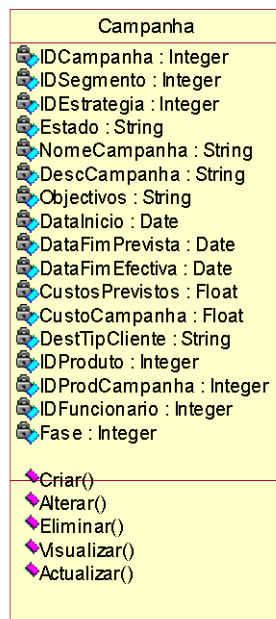 Campanha
IDCampanha : Integer
IDSegmento : Integer
IDEstrategia : Integer
Estado : String
NomeCampanha : String
DescCampanha : String
Objectivos : String
DataInicio : Date
DataFimPrevista : Date
DataFimEfectiva : Date
CustosPrevistos : Float
CustoCampanha : Float
DestTipCliente : String
IDProduto : Integer
IDProdCampanha : Integer
IDFuncionario : Integer
Fase : Integer
Criar()
Alterar()
Eliminar()
Visualizar()
Actualizar()